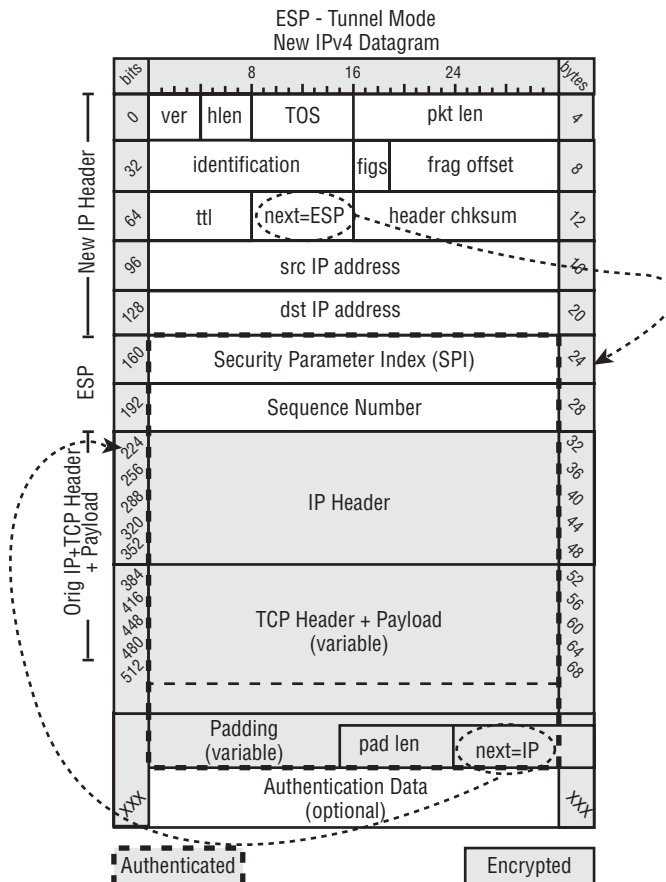 ESP - Tunnel Mode
New IPv4 Datagram
bits 8 16 24 bytes
New IP Header
0 ver hlen TOS pkt len 4
32 identification figs frag offset 8
64 ttl next=ESP header chksum 12
96 src IP address 16
128 dst IP address 20
ESP
160 Security Parameter Index (SPI) 24
192 Sequence Number 28
Orig IP+TCP Header
+ Payload
224 32
256 36
288 IP Header 40
320 44
352 48
384 52
416 56
448 TCP Header + Payload 60
480 (variable) 64
512 68
Padding
(variable)
pad len
next=IP
XXX Authentication Data XXX
(optional)
Authenticated
Encrypted